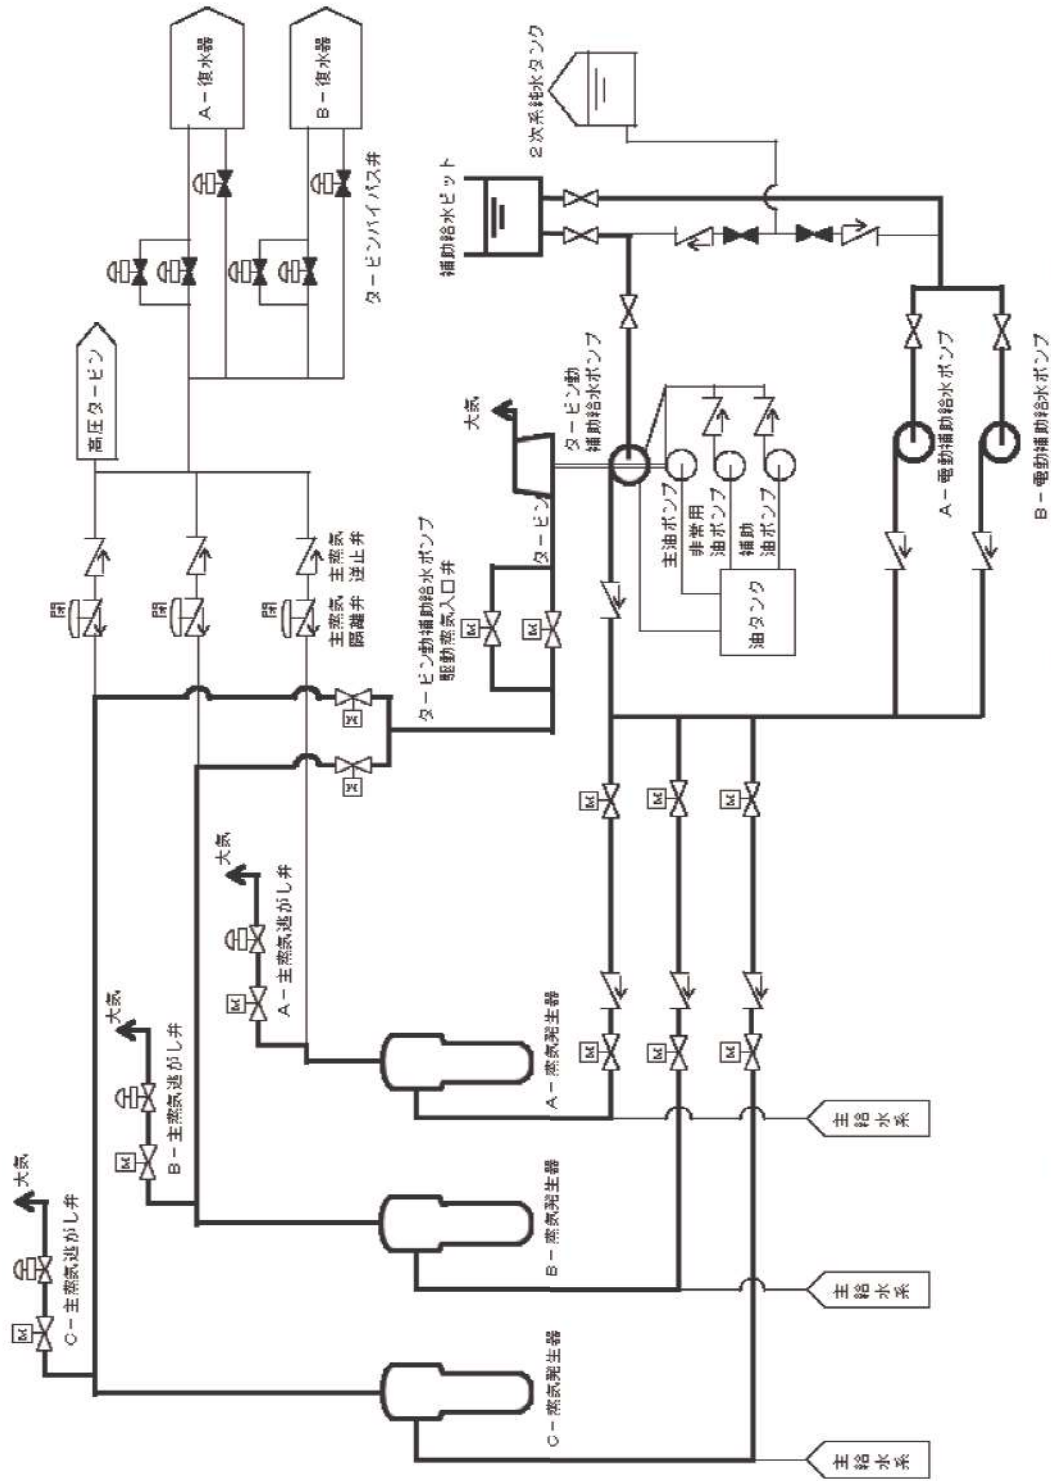 C－主蒸気逃がし弁
大気
M
B－主蒸気逃がし弁
大気
M
A－主蒸気逃がし弁
大気
M
高圧タービン
閉
閉
閉
主蒸気
隔離弁
主蒸気
逆止弁
A－復水器
B－復水器
タービンバイパス弁
M
M
タービン動補助給水ポンプ
駆動蒸気入口弁
M
M
タービン
大気
補助給水ピット
2次系純水タンク
タービン動
補助給水ポンプ
主油ポンプ
非常用
油ポンプ
補助
油ポンプ
油タンク
A－電動補助給水ポンプ
B－電動補助給水ポンプ
C－蒸気発生器
B－蒸気発生器
A－蒸気発生器
M
M
M
M
M
M
主給水系
主給水系
主給水系